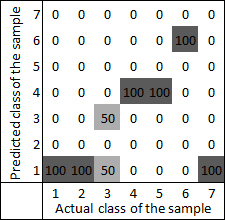 Predicted class of the sample
7 0 0 0 0 0 0 0
6 0 0 0 0 0 100 0
5 0 0 0 0 0 0 0
4 0 0 0 100 100 0 0
3 0 0 50 0 0 0 0
2 0 0 0 0 0 0 0
1 100 100 50 0 0 0 100
1 2 3 4 5 6 7
Actual class of the sample